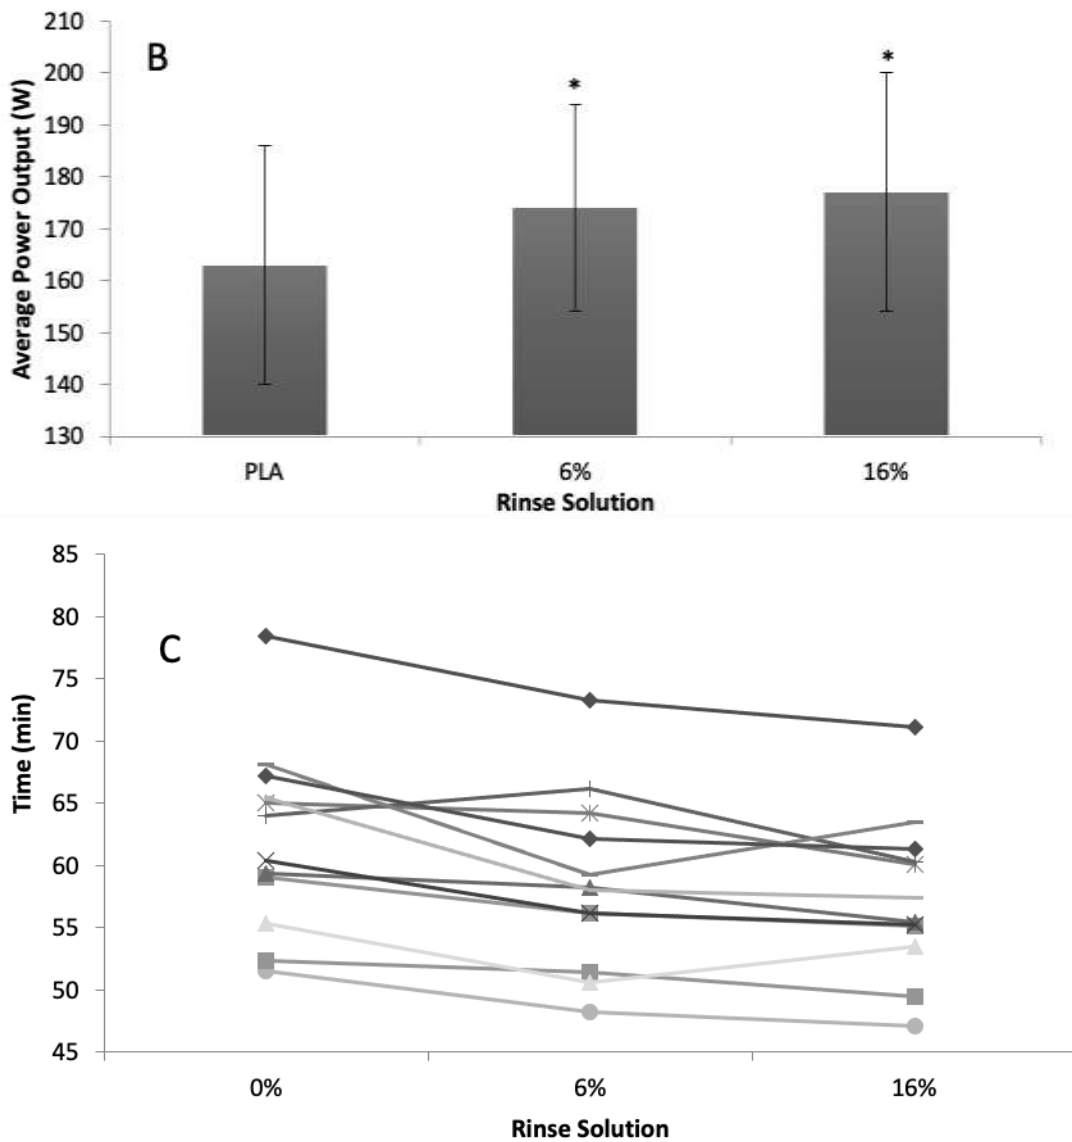 210
B
200
190
180
170
160
150
140
130
Average Power Output (W)
*
*
PLA 6% 16%
Rinse Solution
85
80
C
75
70
65
60
55
50
45
Time (min)
0% 6% 16%
Rinse Solution